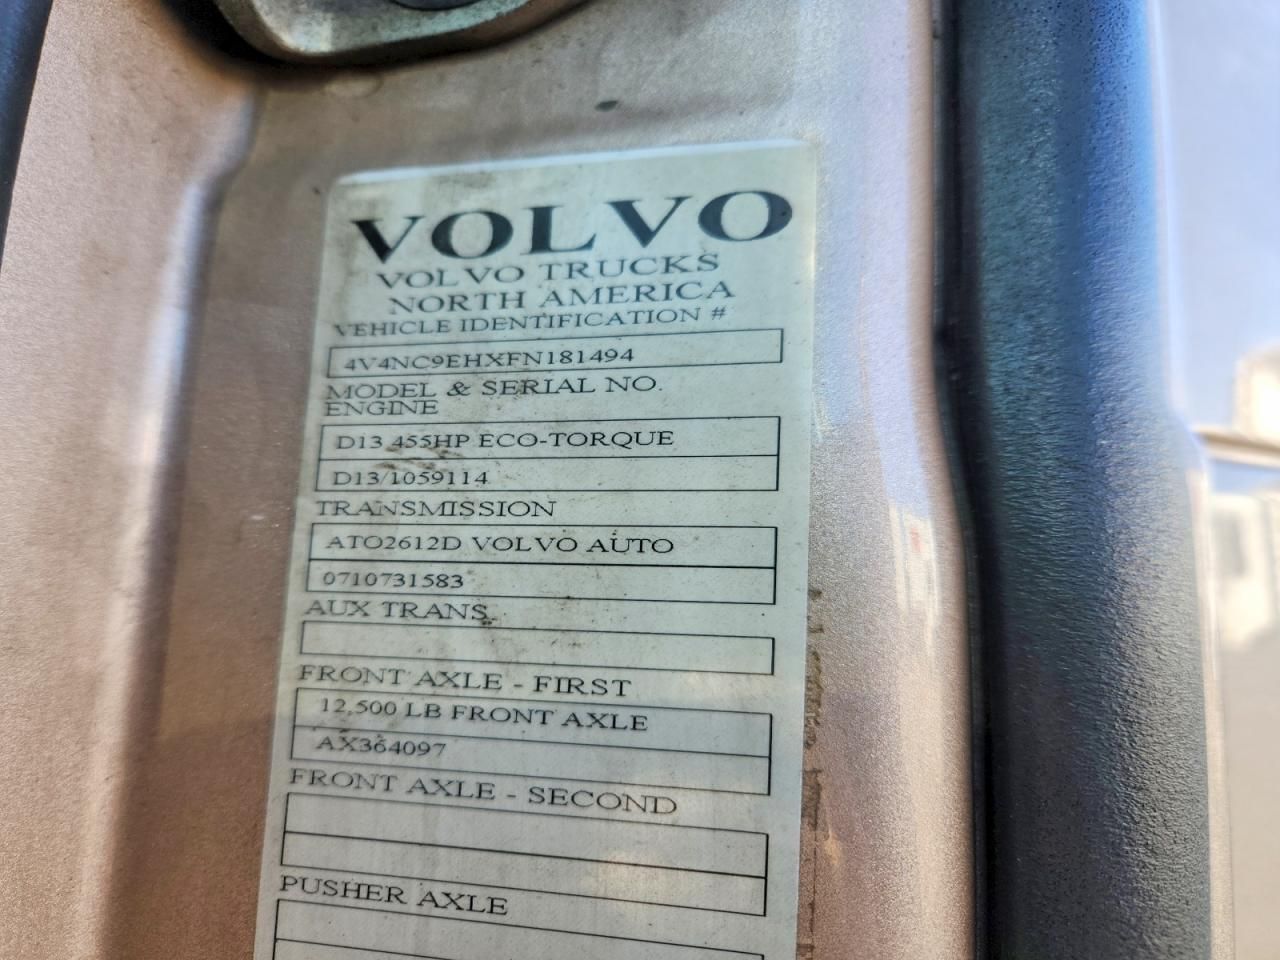 VOLVO
VOLVO TRUCKS
NORTH AMERICA
VEHICLE IDENTIFICATION #
4V4NC9EHXFN181494
MODEL & SERIAL NO.
ENGINE
D13 455HP ECO-TORQUE
D13/1059114
TRANSMISSION
ATO2612D VOLVO AUTO
0710731583
AUX TRANS.
FRONT AXLE - FIRST
12,500 LB FRONT AXLE
AX364097
FRONT AXLE - SECOND
PUSHER AXLE